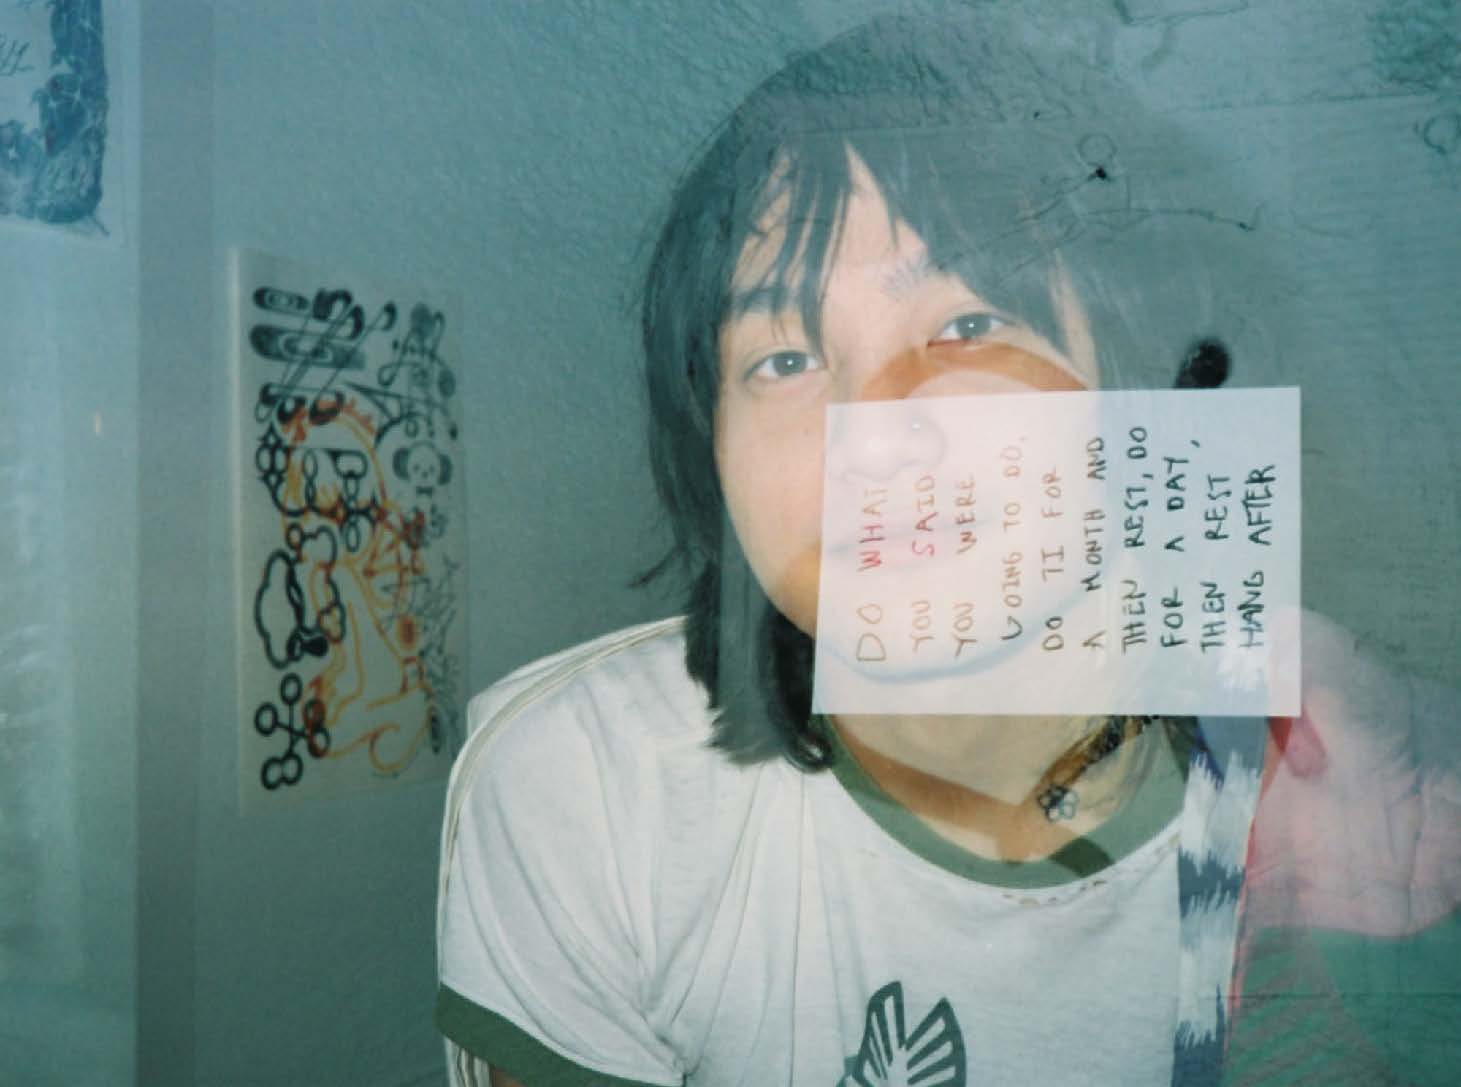 DO WHAT
YOU SAID
YOU WERE
GOING TO DO,
DO TI FOR
A MONTH AND
THEN REST, DO
FOR A DAY,
THEN REST
HANG AFTER